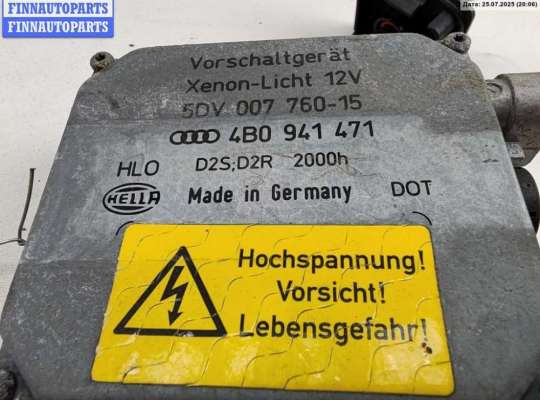 FINNAUTOPARTS
FINNAUTOPARTS
FINNAUTOPARTS
Дата: 25.07.2025 (20:06)
Vorschaltgerät
Xenon-Licht 12V
5DV 007 760-15
4B0 941 471
HLO D2S;D2R 2000h
HELLA Made in Germany DOT
Hochspannung!
Vorsicht!
Lebensgefahr!